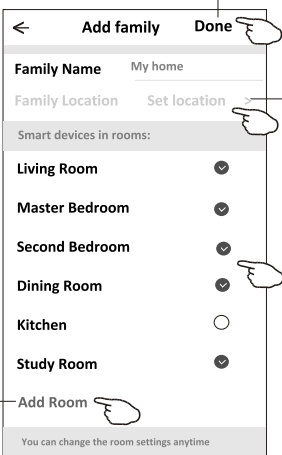 Add family Done
Family Name My home
Family Location Set location >
Smart devices in rooms:
Living Room
Master Bedroom
Second Bedroom
Dining Room
Kitchen
Study Room
Add Room
You can change the room settings anytime